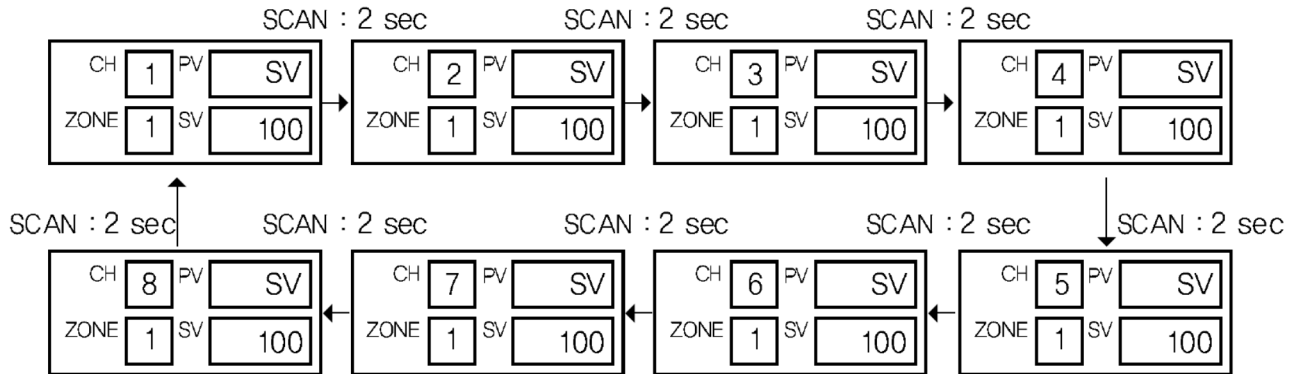 SCAN : 2 sec SCAN : 2 sec SCAN : 2 sec
CH 1 PV SV CH 2 PV SV CH 3 PV SV CH 4 PV SV
ZONE 1 SV 100 ZONE 1 SV 100 ZONE 1 SV 100 ZONE 1 SV 100
SCAN : 2 sec SCAN : 2 sec SCAN : 2 sec SCAN : 2 sec SCAN : 2 sec
CH 8 PV SV CH 7 PV SV CH 6 PV SV CH 5 PV SV
ZONE 1 SV 100 ZONE 1 SV 100 ZONE 1 SV 100 ZONE 1 SV 100